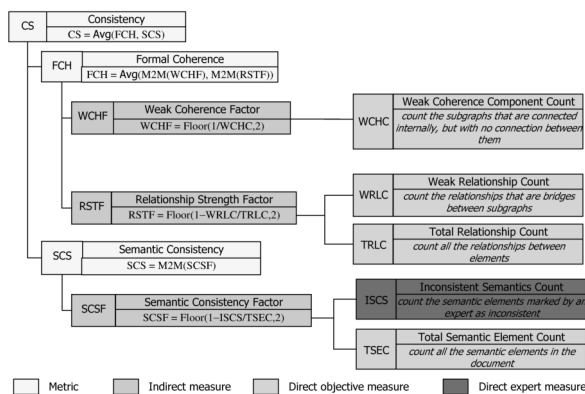 CS
Consistency
CS = Avg(FCH, SCS)
FCH
Formal Coherence
FCH = Avg(M2M(WCHF), M2M(RSTF))
WCHF
Weak Coherence Factor
WCHF = Floor(1/WCHC,2)
WCHC
Weak Coherence Component Count
count the subgraphs that are connected
internally, but with no connection between
them
RSTF
Relationship Strength Factor
RSTF = Floor(1−WRLC/TRLC,2)
WRLC
Weak Relationship Count
count the relationships that are bridges
between subgraphs
TRLC
Total Relationship Count
count all the relationships between
elements
SCS
Semantic Consistency
SCS = M2M(SCSF)
SCSF
Semantic Consistency Factor
SCSF = Floor(1−ISCS/TSEC,2)
ISCS
Inconsistent Semantics Count
count the semantic elements marked by an
expert as inconsistent
TSEC
Total Semantic Element Count
count all the semantic elements in the
document
Metric
Indirect measure
Direct objective measure
Direct expert measure